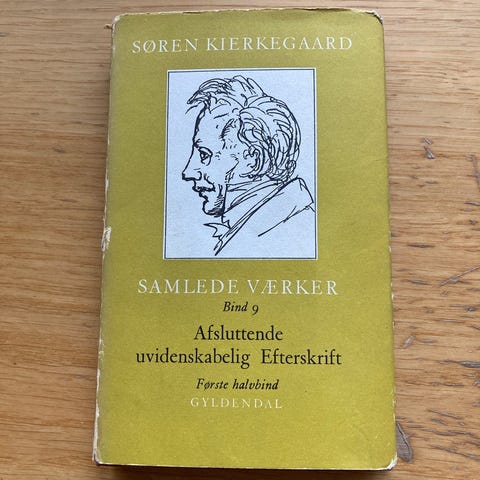 SØREN KIERKEGAARD
SAMLEDE VÆRKER
Bind 9
Afsluttende
uvidenskabelig Efterskrift
Første halvbind
GYLDENDAL